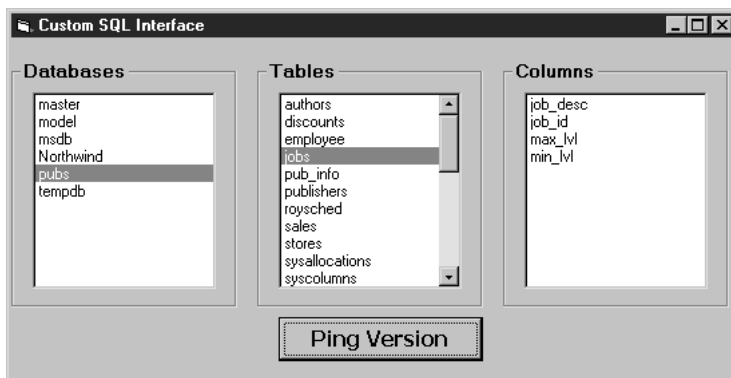 Custom SQL Interface
Databases
master
model
msdb
Northwind
pubs
tempdb
Tables
authors
discounts
employee
jobs
pub_info
publishers
roysched
sales
stores
sysallocations
syscolumns
Columns
job_desc
job_id
max_lvl
min_lvl
Ping Version